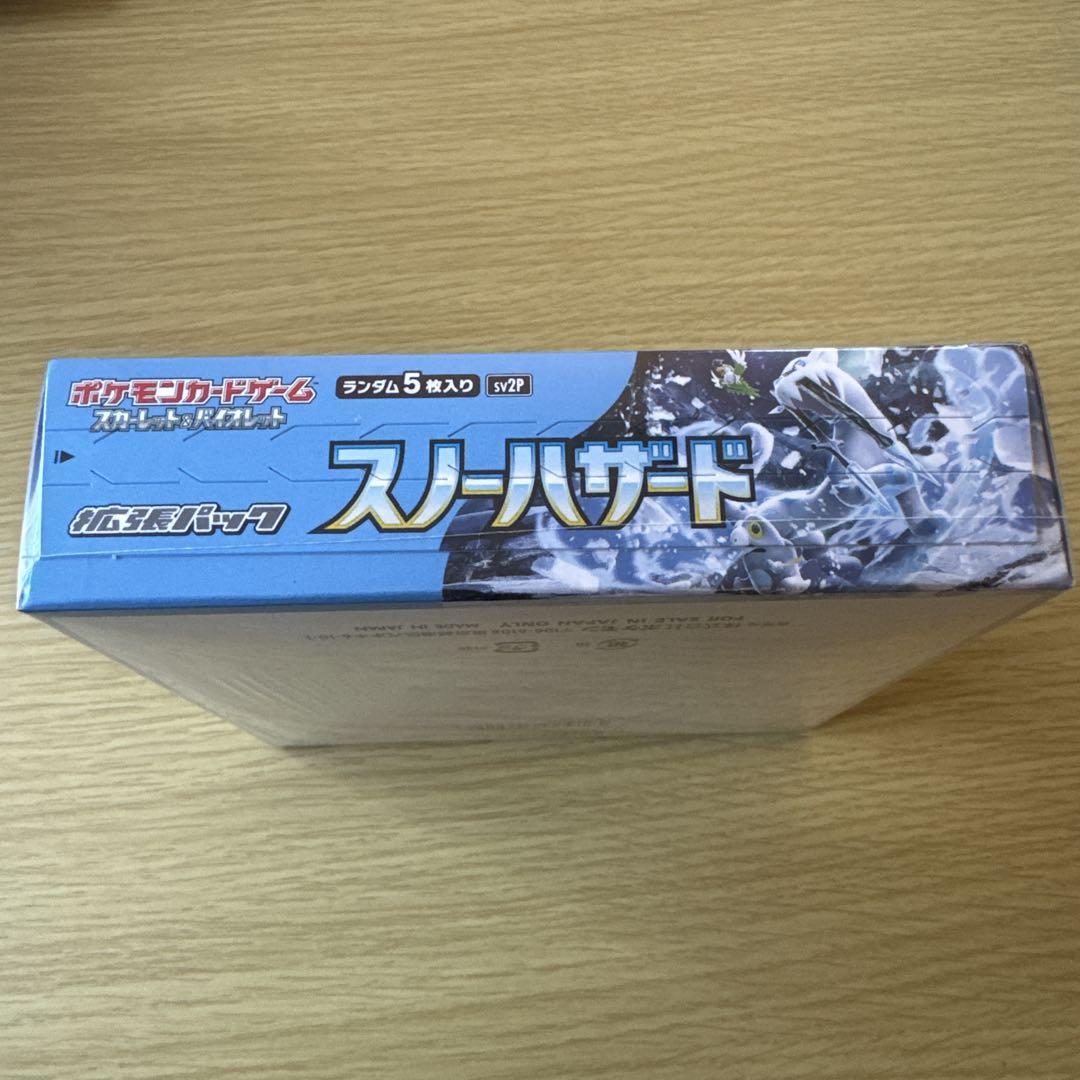 ポケモンカードゲーム
スカーレット&バイオレット
ランダム5枚入り
SV2P
拡張パック
スノーハザード
FOR SALE IN JAPAN ONLY MADE IN JAPAN